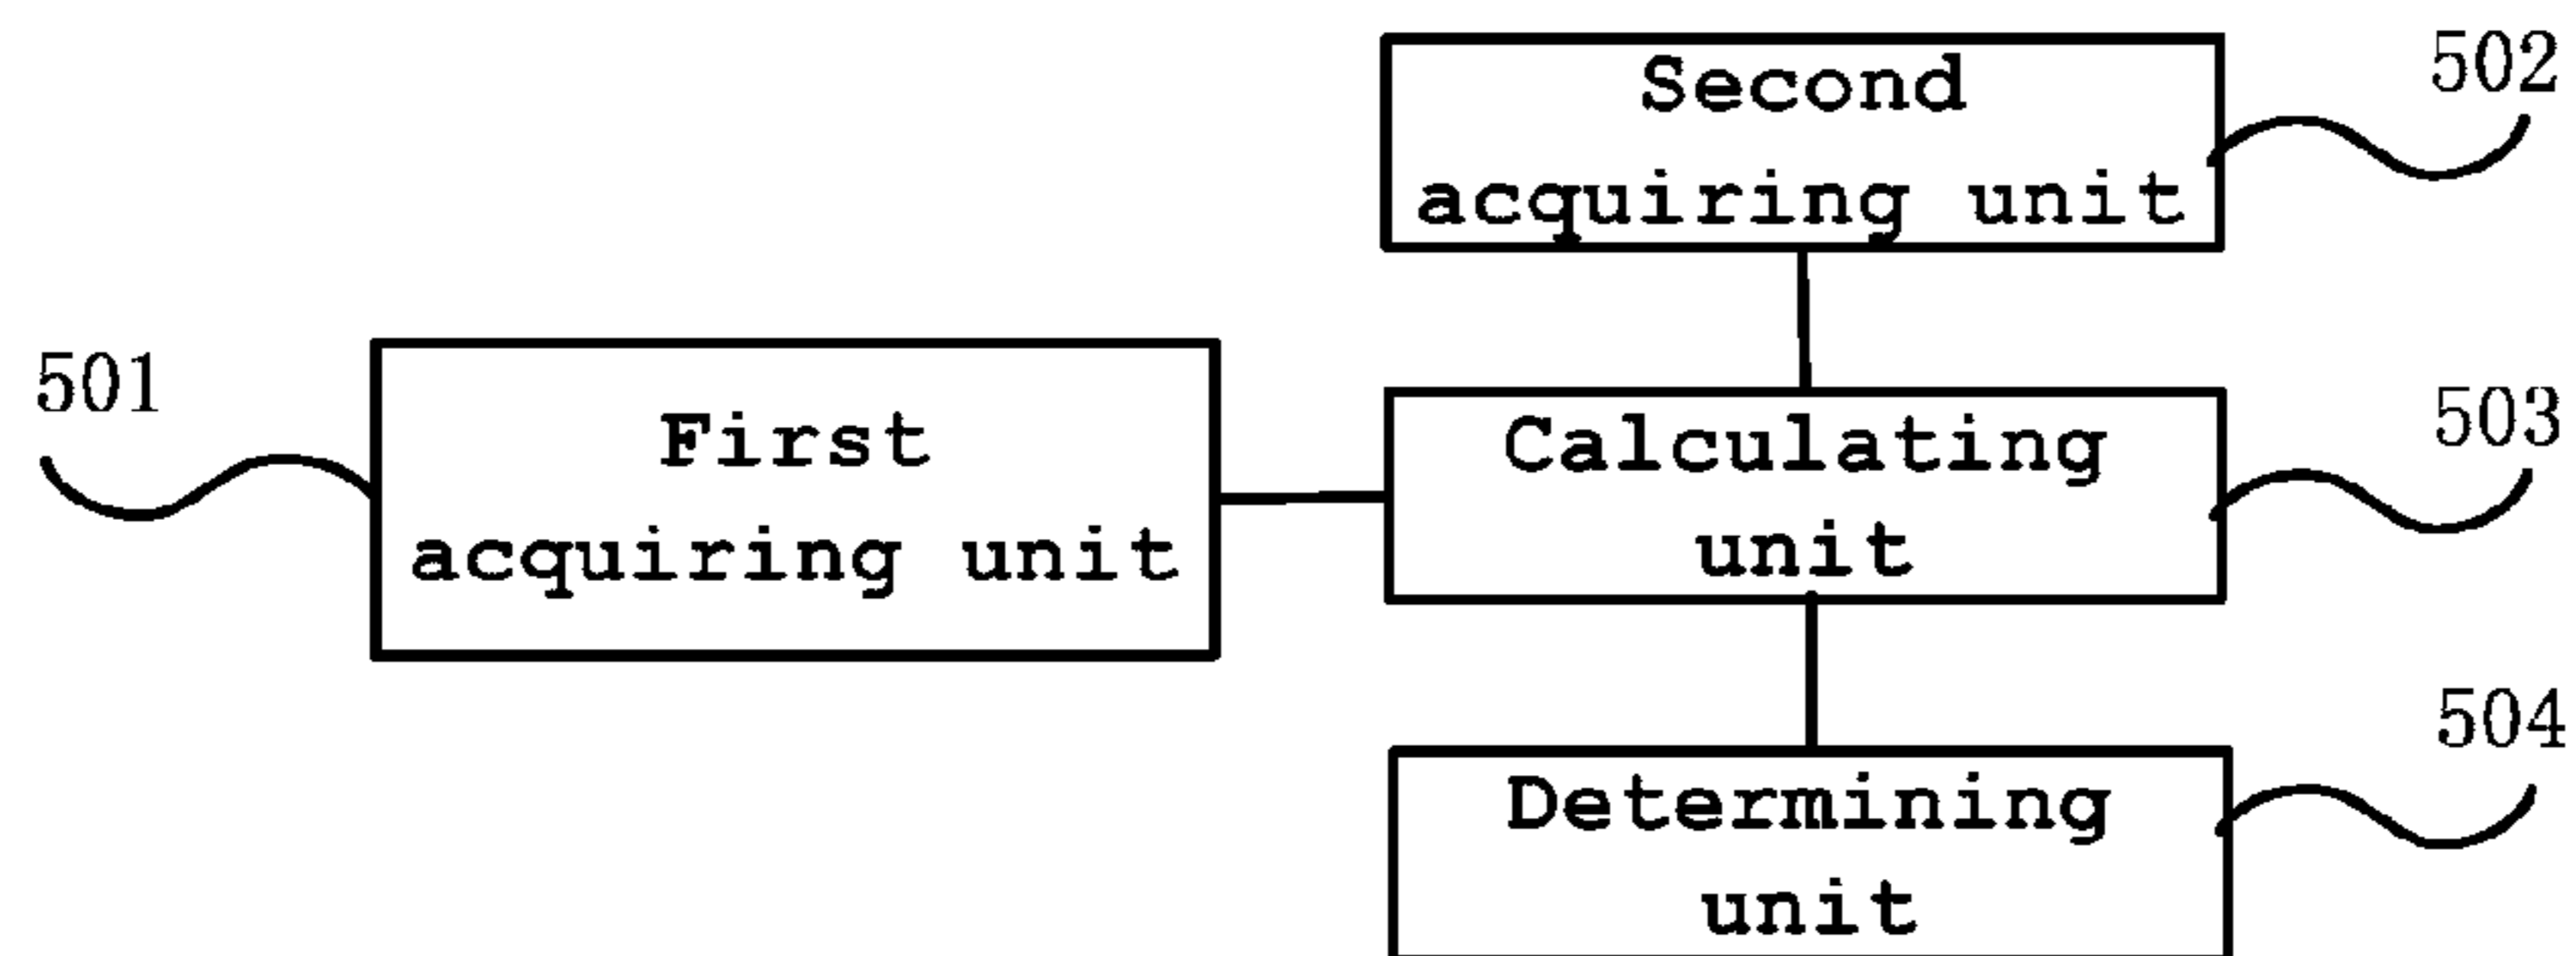 Second
acquiring unit
502
501
First
acquiring unit
Calculating
unit
503
Determining
unit
504